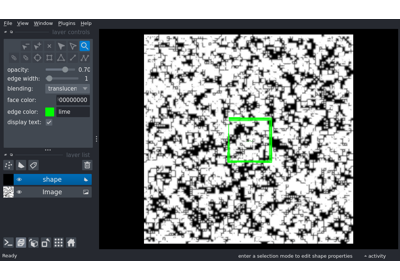 File View Window Plugins Help
layer controls
opacity: 0.70
edge width: 1
blending: translucen
face color: 00000000
edge color: lime
display text:
layer list
shape
Image
Ready
enter a selection mode to edit shape properties
activity